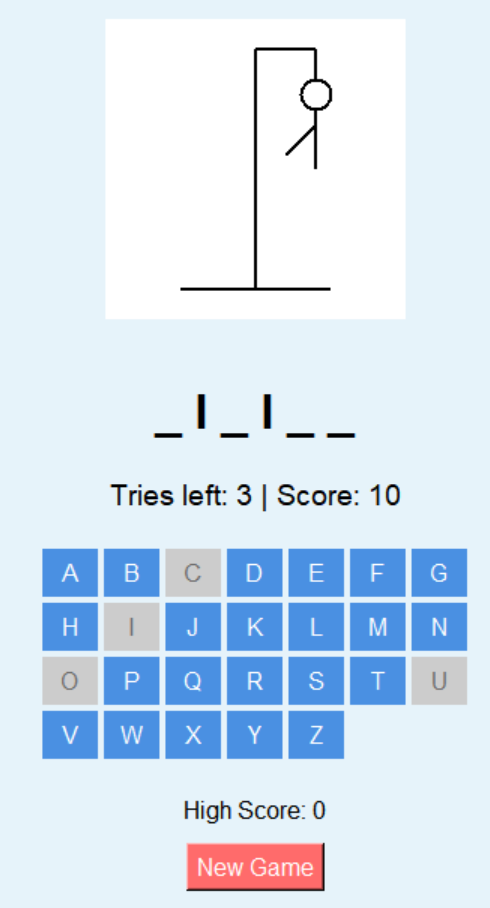 _ I _ I _ _
Tries left: 3 | Score: 10
A B C D E F G
H I J K L M N
O P Q R S T U
V W X Y Z
High Score: 0
New Game